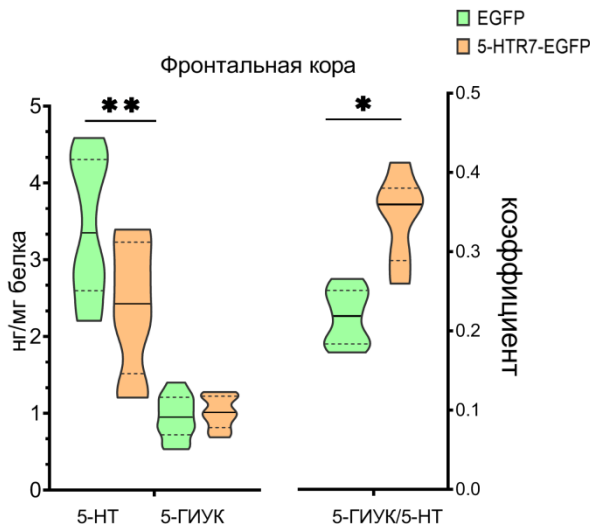 EGFP
5-HTR7-EGFP
Фронтальная кора
**
*
5
4
3
2
1
0
нг/мг белка
0.5
0.4
0.3
0.2
0.1
0.0
коэффициент
5-НТ
5-ГИУК
5-ГИУК/5-НТ